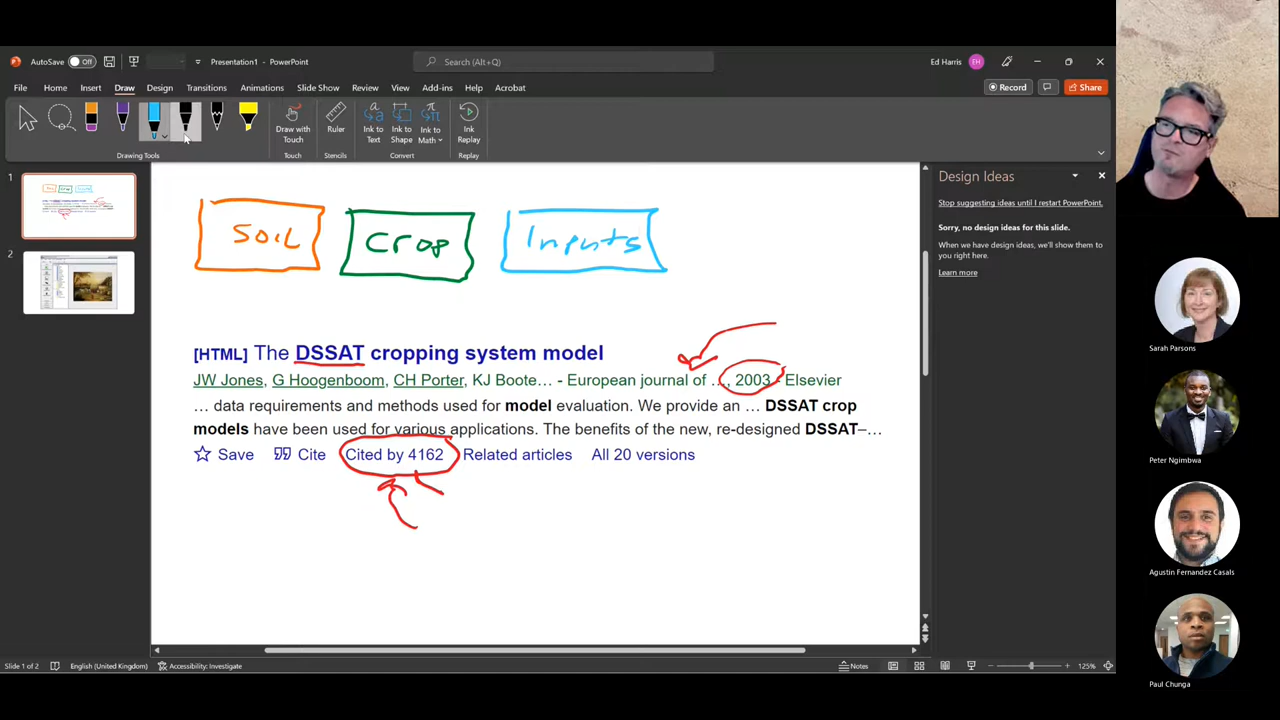 AutoSave Off Presentation1 - PowerPoint Search (Alt+Q) Ed Harris EH
File Home Insert Draw Design Transitions Animations Slide Show Review View Add-ins Help Acrobat Record Share
Draw with Touch
Ruler
Ink to Text
Ink to Shape
Ink to Math
Ink Replay
Drawing Tools Touch Stencils Convert Replay
1
2
Soil Crop Inputs
[HTML] The DSSAT cropping system model
JW Jones, G Hoogenboom, CH Porter, KJ Boote… - European journal of …, 2003 - Elsevier
… data requirements and methods used for model evaluation. We provide an … DSSAT crop
models have been used for various applications. The benefits of the new, re-designed DSSAT–…
Save Cite Cited by 4162 Related articles All 20 versions
Design Ideas
Stop suggesting ideas until I restart PowerPoint.
Sorry, no design ideas for this slide.
When we have design ideas, we'll show them to
you right here.
Learn more
Sarah Parsons
Peter Ngimbwa
Agustin Fernandez Casals
Paul Chunga
Slide 1 of 2 English (United Kingdom) Accessibility: Investigate Notes 125%